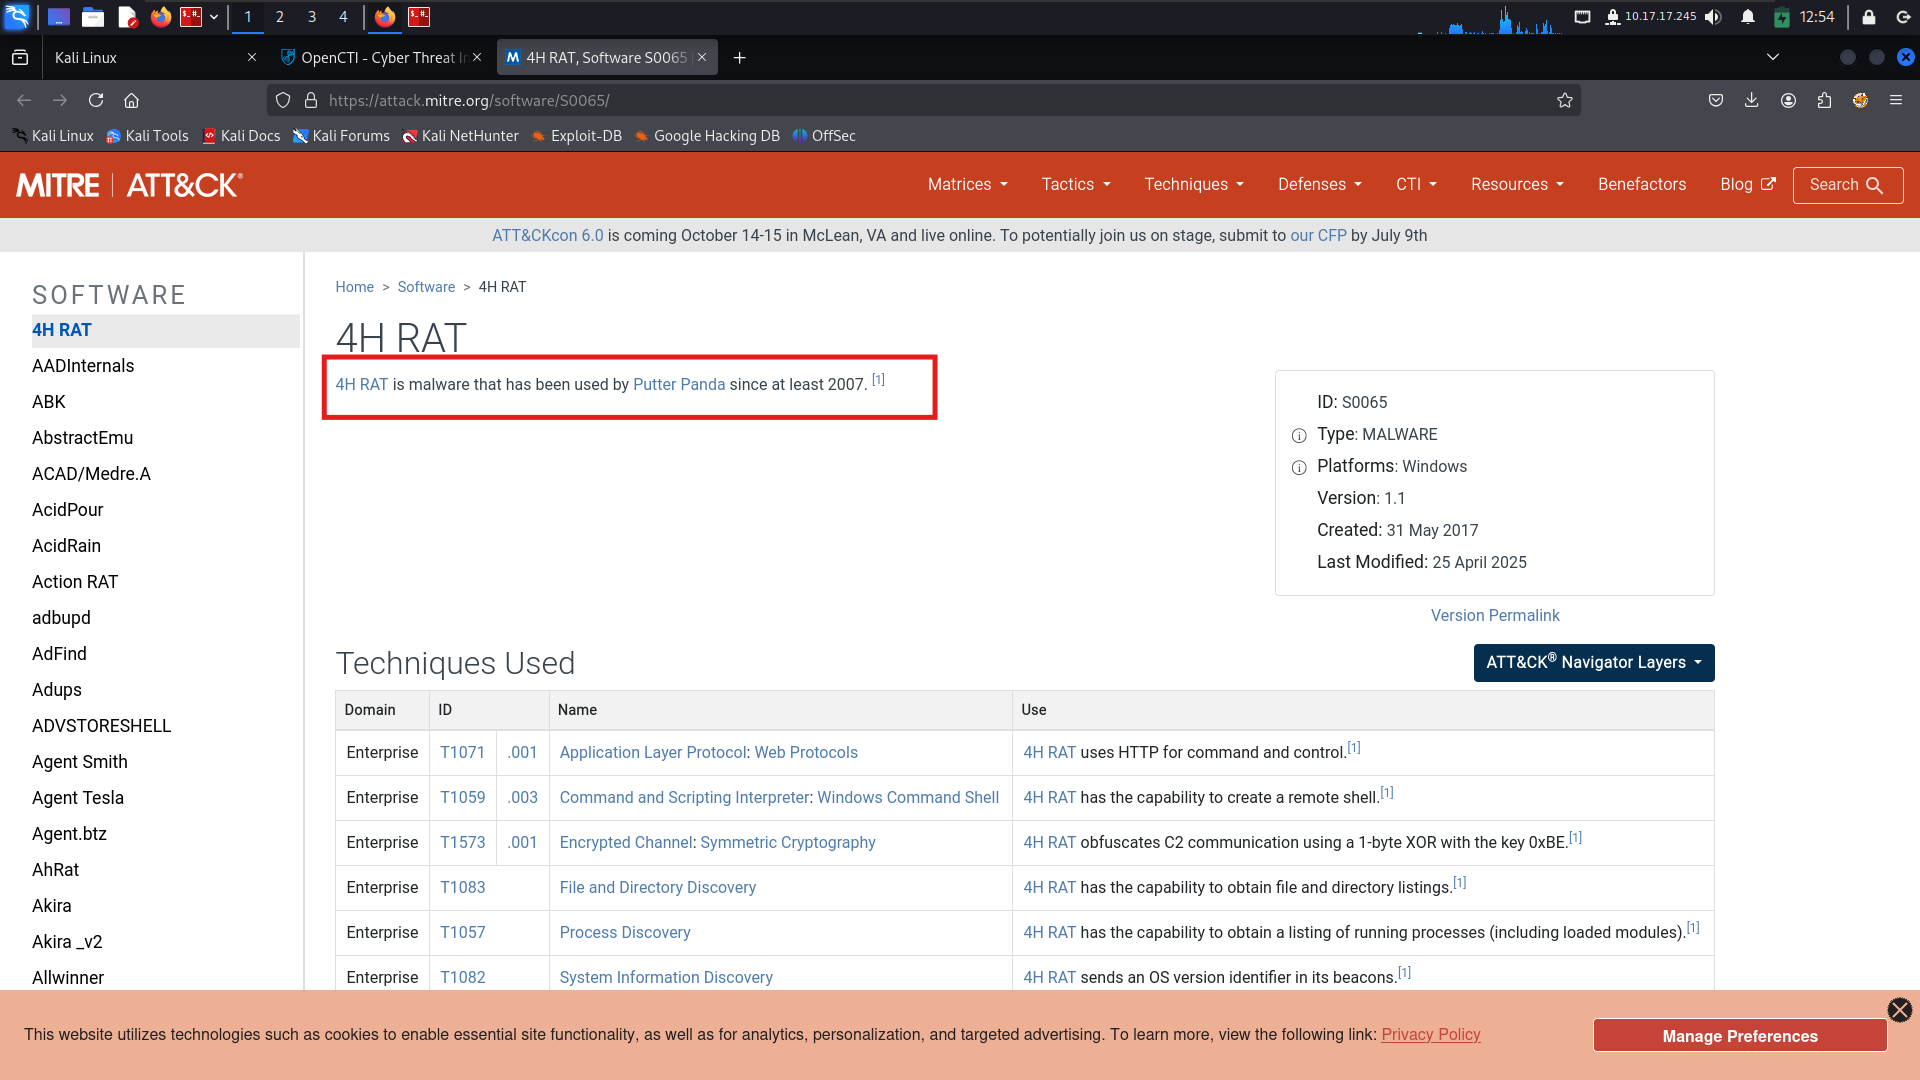 1 2 3 4 10.17.17.245 12:54
Kali Linux OpenCTI - Cyber Threat 4H RAT, Software S0065
https://attack.mitre.org/software/S0065/
Kali Linux Kali Tools Kali Docs Kali Forums Kali NetHunter Exploit-DB Google Hacking DB OffSec
MITRE | ATT&CK® Matrices Tactics Techniques Defenses CTI Resources Benefactors Blog Search
ATT&CKcon 6.0 is coming October 14-15 in McLean, VA and live online. To potentially join us on stage, submit to our CFP by July 9th
SOFTWARE
4H RAT
AADInternals
ABK
AbstractEmu
ACAD/Medre.A
AcidPour
AcidRain
Action RAT
adbupd
AdFind
Adups
ADVSTORESHELL
Agent Smith
Agent Tesla
Agent.btz
AhRat
Akira
Akira _v2
Allwinner
Home > Software > 4H RAT
4H RAT
4H RAT is malware that has been used by Putter Panda since at least 2007. [1]
ID: S0065
Type: MALWARE
Platforms: Windows
Version: 1.1
Created: 31 May 2017
Last Modified: 25 April 2025
Version Permalink
Techniques Used
ATT&CK® Navigator Layers
Domain ID Name Use
Enterprise T1071 .001 Application Layer Protocol: Web Protocols 4H RAT uses HTTP for command and control.[1]
Enterprise T1059 .003 Command and Scripting Interpreter: Windows Command Shell 4H RAT has the capability to create a remote shell.[1]
Enterprise T1573 .001 Encrypted Channel: Symmetric Cryptography 4H RAT obfuscates C2 communication using a 1-byte XOR with the key 0xBE.[1]
Enterprise T1083 File and Directory Discovery 4H RAT has the capability to obtain file and directory listings.[1]
Enterprise T1057 Process Discovery 4H RAT has the capability to obtain a listing of running processes (including loaded modules).[1]
Enterprise T1082 System Information Discovery 4H RAT sends an OS version identifier in its beacons.[1]
This website utilizes technologies such as cookies to enable essential site functionality, as well as for analytics, personalization, and targeted advertising. To learn more, view the following link: Privacy Policy
Manage Preferences